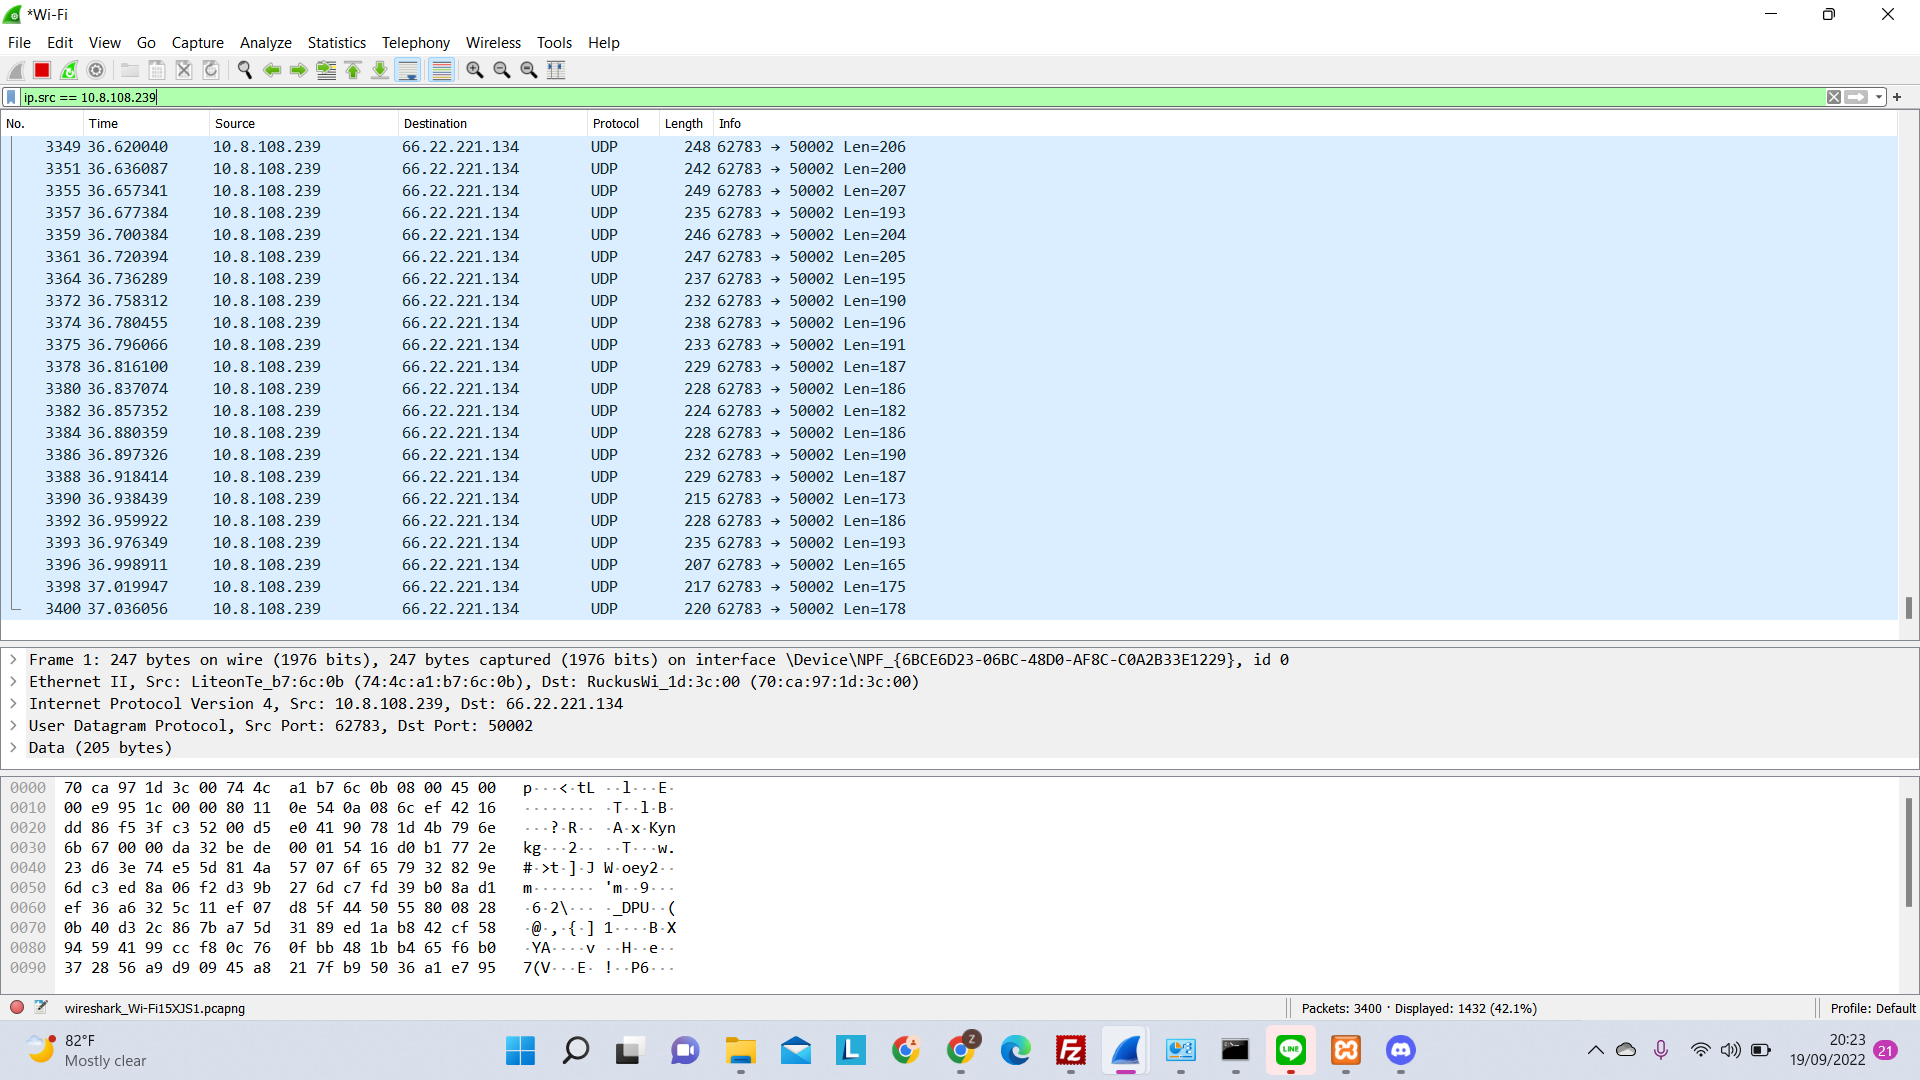 *Wi-Fi
File Edit View Go Capture Analyze Statistics Telephony Wireless Tools Help
ip.src == 10.8.108.239
No. Time Source Destination Protocol Length Info
3349 36.620040 10.8.108.239 66.22.221.134 UDP 248 62783 → 50002 Len=206
3351 36.636087 10.8.108.239 66.22.221.134 UDP 242 62783 → 50002 Len=200
3355 36.657341 10.8.108.239 66.22.221.134 UDP 249 62783 → 50002 Len=207
3357 36.677384 10.8.108.239 66.22.221.134 UDP 235 62783 → 50002 Len=193
3359 36.700384 10.8.108.239 66.22.221.134 UDP 246 62783 → 50002 Len=204
3361 36.720394 10.8.108.239 66.22.221.134 UDP 247 62783 → 50002 Len=205
3364 36.736289 10.8.108.239 66.22.221.134 UDP 237 62783 → 50002 Len=195
3372 36.758312 10.8.108.239 66.22.221.134 UDP 232 62783 → 50002 Len=190
3374 36.780455 10.8.108.239 66.22.221.134 UDP 238 62783 → 50002 Len=196
3375 36.796066 10.8.108.239 66.22.221.134 UDP 233 62783 → 50002 Len=191
3378 36.816100 10.8.108.239 66.22.221.134 UDP 229 62783 → 50002 Len=187
3380 36.837074 10.8.108.239 66.22.221.134 UDP 228 62783 → 50002 Len=186
3382 36.857352 10.8.108.239 66.22.221.134 UDP 224 62783 → 50002 Len=182
3384 36.880359 10.8.108.239 66.22.221.134 UDP 228 62783 → 50002 Len=186
3386 36.897326 10.8.108.239 66.22.221.134 UDP 232 62783 → 50002 Len=190
3388 36.918414 10.8.108.239 66.22.221.134 UDP 229 62783 → 50002 Len=187
3390 36.938439 10.8.108.239 66.22.221.134 UDP 215 62783 → 50002 Len=173
3392 36.959922 10.8.108.239 66.22.221.134 UDP 228 62783 → 50002 Len=186
3393 36.976349 10.8.108.239 66.22.221.134 UDP 235 62783 → 50002 Len=193
3396 36.998911 10.8.108.239 66.22.221.134 UDP 207 62783 → 50002 Len=165
3398 37.019947 10.8.108.239 66.22.221.134 UDP 217 62783 → 50002 Len=175
3400 37.036056 10.8.108.239 66.22.221.134 UDP 220 62783 → 50002 Len=178
Frame 1: 247 bytes on wire (1976 bits), 247 bytes captured (1976 bits) on interface \Device\NPF_{6BCE6D23-06BC-48D0-AF8C-C0A2B33E1229}, id 0
Ethernet II, Src: LiteonTe_b7:6c:0b (74:4c:a1:b7:6c:0b), Dst: RuckusWi_1d:3c:00 (70:ca:97:1d:3c:00)
Internet Protocol Version 4, Src: 10.8.108.239, Dst: 66.22.221.134
User Datagram Protocol, Src Port: 62783, Dst Port: 50002
Data (205 bytes)
0000 70 ca 97 1d 3c 00 74 4c a1 b7 6c 0b 08 00 45 00 p···<·tL ··l···E·
0010 00 e9 95 1c 00 00 80 11 0e 54 0a 08 6c ef 42 16 ········ ·T··l·B·
0020 dd 86 f5 3f c3 52 00 d5 e0 41 90 78 1d 4b 79 6e ···?·R·· ·A·x·Kyn
0030 6b 67 00 00 da 32 be de 00 01 54 16 d0 b1 77 2e kg···2·· ··T···w.
0040 23 d6 3e 74 e5 5d 81 4a 57 07 6f 65 79 32 82 9e #·>t·]·J W·oey2··
0050 6d c3 ed 8a 06 f2 d3 9b 27 6d c7 fd 39 b0 8a d1 m······· 'm··9···
0060 ef 36 a6 32 5c 11 ef 07 d8 5f 44 50 55 80 08 28 ·6·2\··· ·_DPU··(
0070 0b 40 d3 2c 86 7b a7 5d 31 89 ed 1a b8 42 cf 58 ·@·,·{·] 1····B·X
0080 94 59 41 99 cc f8 0c 76 0f bb 48 1b b4 65 f6 b0 ·YA····v ··H··e··
0090 37 28 56 a9 d9 09 45 a8 21 7f b9 50 36 a1 e7 95 7(V···E· !··P6···
wireshark_Wi-Fi15XJS1.pcapng Packets: 3400 · Displayed: 1432 (42.1%) Profile: Default
82°F
Mostly clear
L
Z
Fz
LINE
20:23
19/09/2022
21